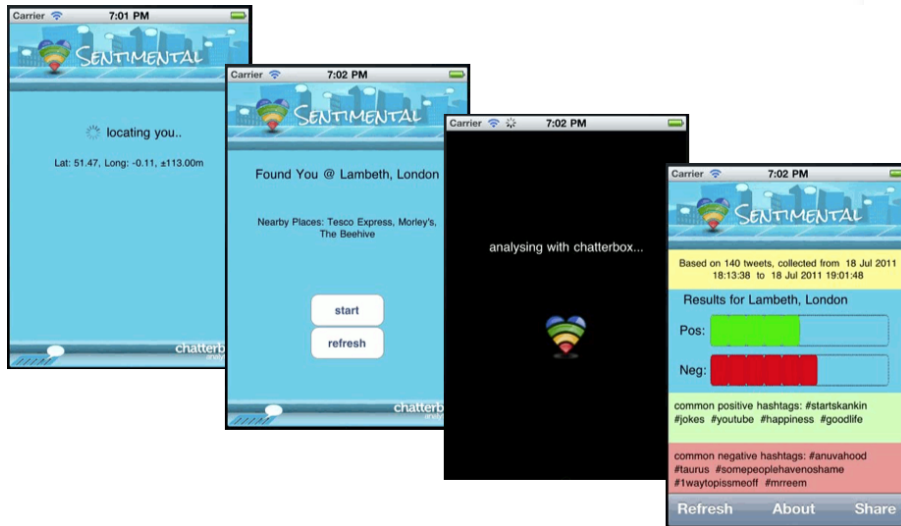 Carrier 7:01 PM
SENTIMENTAL
locating you..
Lat: 51.47, Long: -0.11, ±113.00m
chatterb
analy
Carrier 7:02 PM
SENTIMENTAL
Found You @ Lambeth, London
Nearby Places: Tesco Express, Morley's,
The Beehive
start
refresh
chatterb
analy
Carrier 7:02 PM
analysing with chatterbox...
Carrier 7:02 PM
SENTIMENTAL
Based on 140 tweets, collected from 18 Jul 2011
18:13:38 to 18 Jul 2011 19:01:48
Results for Lambeth, London
Pos:
Neg:
common positive hashtags: #startskankin
#jokes #youtube #happiness #goodlife
common negative hashtags: #anuvahood
#taurus #somepeoplehavenoshame
#1waytopissmeoff #mrreem
Refresh About Share